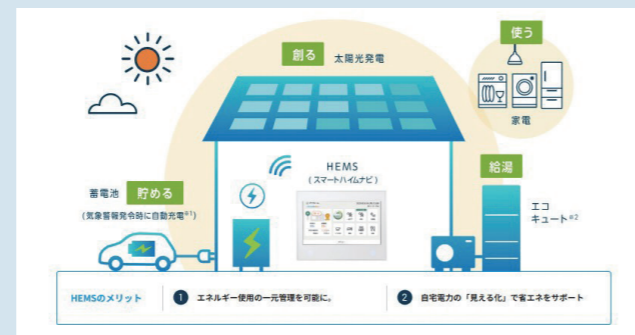 使う
創る 太陽光発電
家電
HEMS
(スマートハイムナビ)
給湯
蓄電池 貯める
(気象警報発令時に自動充電※1)
エコ
キュート※2
HEMSのメリット 1 エネルギー使用の一元管理を可能に。 2 自宅電力の「見える化」で省エネをサポート